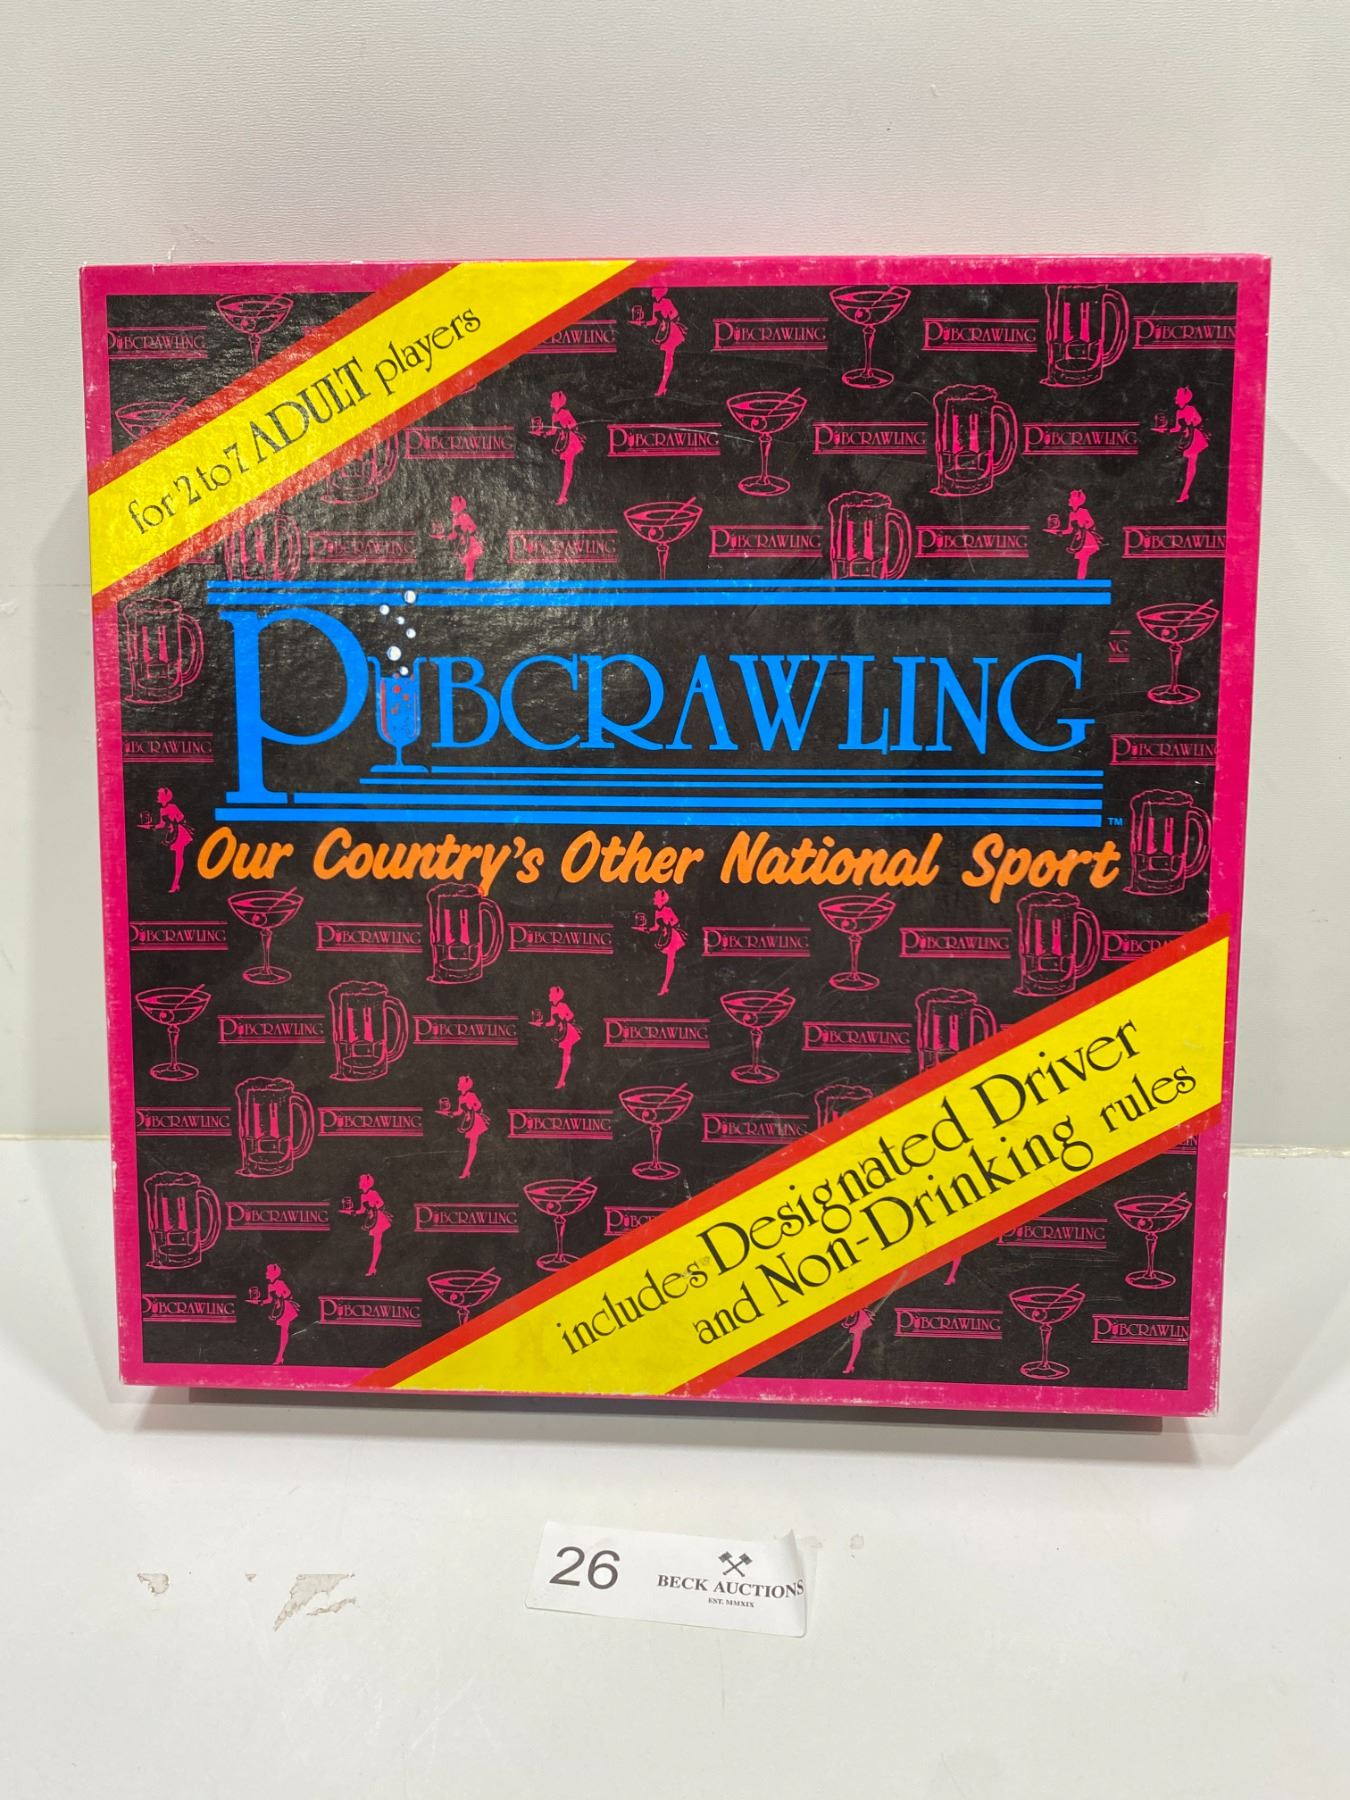 for 2 to 7 ADULT players
PUBCRAWLING
TM
Our Country's Other National Sport
includes Designated Driver
and Non-Drinking rules
26
BECK AUCTIONS
EST. MMXIX